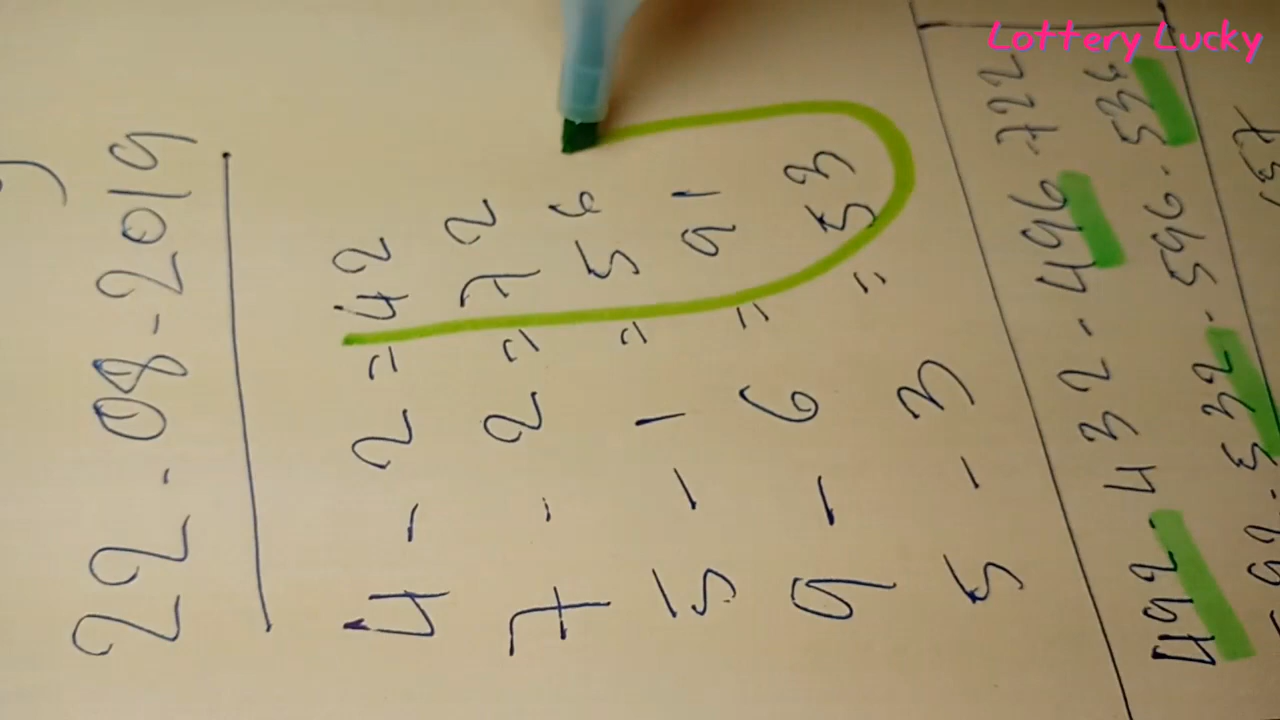 Lottery Lucky
22-08-2019
4 - 2 = 42
7 - 2 = 72
5 - 1 = 56
9 - 6 = 91
5 - 3 = 53
492. 432 - 496 .722
532. 596. 536